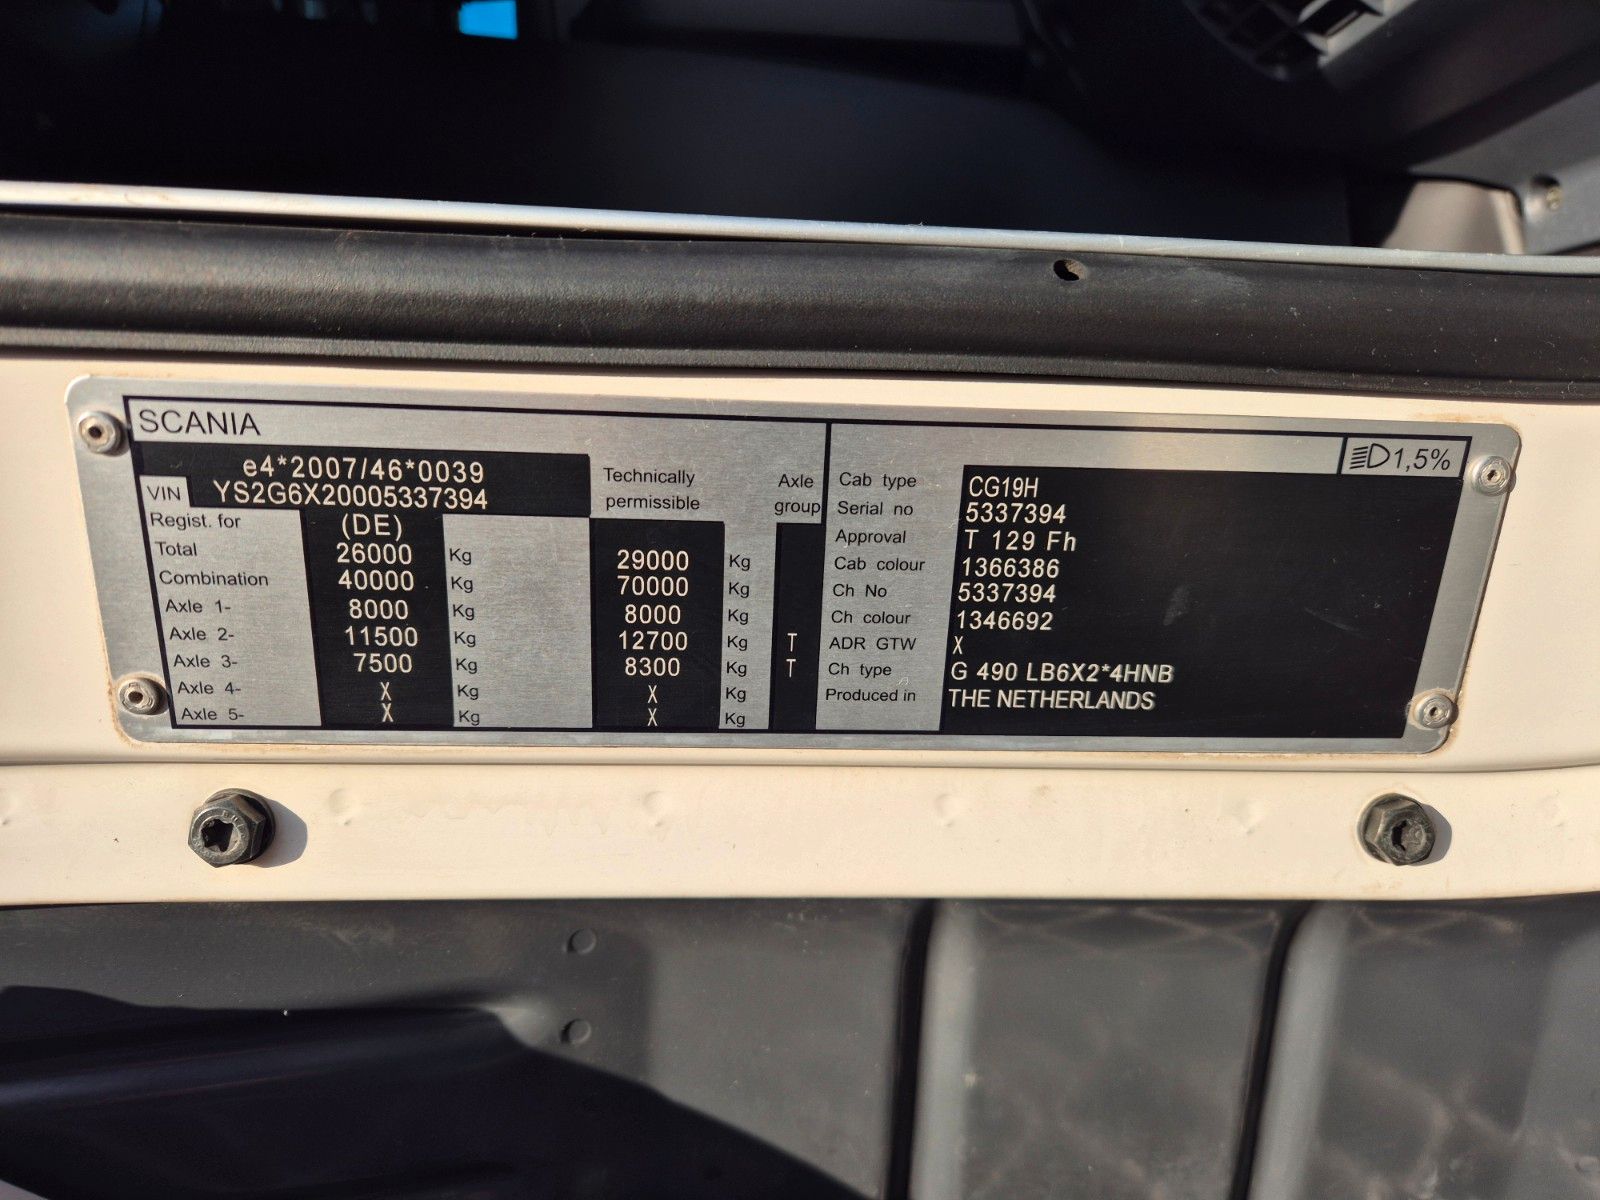 SCANIA
1,5%
e4*2007/46*0039
VIN YS2G6X20005337394
Technically permissible
Axle group
Regist. for (DE)
Total 26000 Kg 29000 Kg
Combination 40000 Kg 70000 Kg
Axle 1- 8000 Kg 8000 Kg
Axle 2- 11500 Kg 12700 Kg T
Axle 3- 7500 Kg 8300 Kg T
Axle 4- X Kg X Kg
Axle 5- X Kg X Kg
Cab type CG19H
Serial no 5337394
Approval T 129 Fh
Cab colour 1366386
Ch No 5337394
Ch colour 1346692
ADR GTW X
Ch type G 490 LB6X2*4HNB
Produced in THE NETHERLANDS